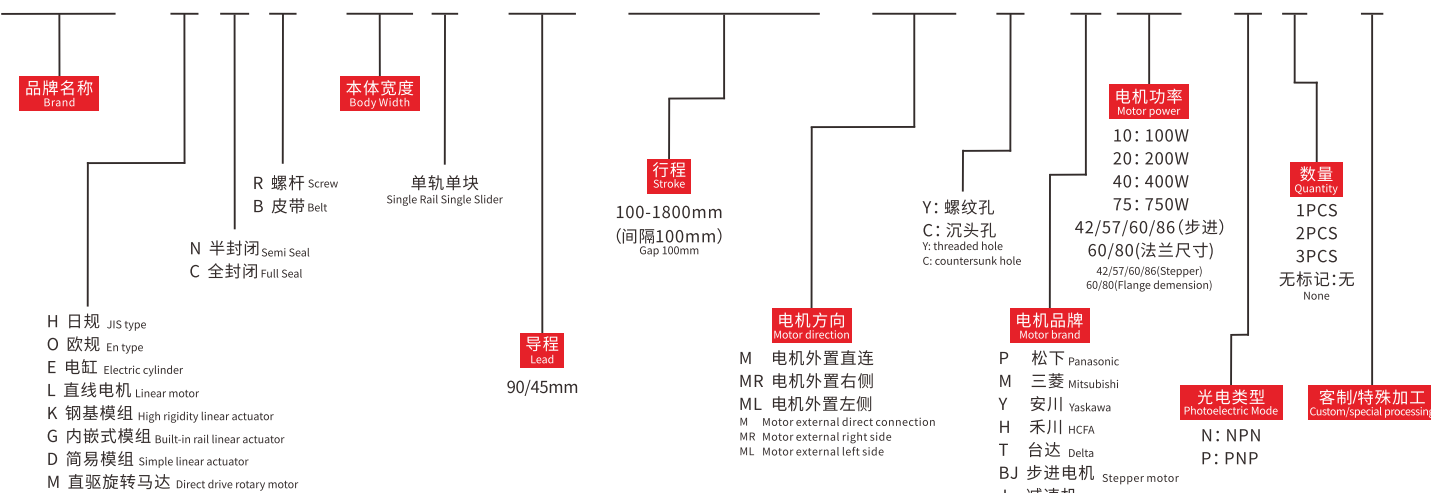 品牌名称
Brand
H 日规 JIS type
O 欧规 En type
E 电缸 Electric cylinder
L 直线电机 Linear motor
K 钢基模组 High rigidity linear actuator
G 内嵌式模组 Built-in rail linear actuator
D 简易模组 Simple linear actuator
M 直驱旋转马达 Direct drive rotary motor
N 半封闭 Semi Seal
C 全封闭 Full Seal
R 螺杆 Screw
B 皮带 Belt
本体宽度
Body Width
单轨单块
Single Rail Single Slider
导程
Lead
90/45mm
行程
Stroke
100-1800mm
(间隔100mm)
Gap 100mm
电机方向
Motor direction
M 电机外置直连
MR 电机外置右侧
ML 电机外置左侧
M Motor external direct connection
MR Motor external right side
ML Motor external left side
Y: 螺纹孔
C: 沉头孔
Y: threaded hole
C: countersunk hole
电机品牌
Motor brand
P 松下 Panasonic
M 三菱 Mitsubishi
Y 安川 Yaskawa
H 禾川 HCFA
T 台达 Delta
BJ 步进电机 Stepper motor
电机功率
Motor power
10: 100W
20: 200W
40: 400W
75: 750W
42/57/60/86(步进)
60/80(法兰尺寸)
42/57/60/86(Stepper)
60/80(Flange demension)
光电类型
Photoelectric Mode
N: NPN
P: PNP
数量
Quantity
1PCS
2PCS
3PCS
无标记:无
None
客制/特殊加工
Custom/special processing